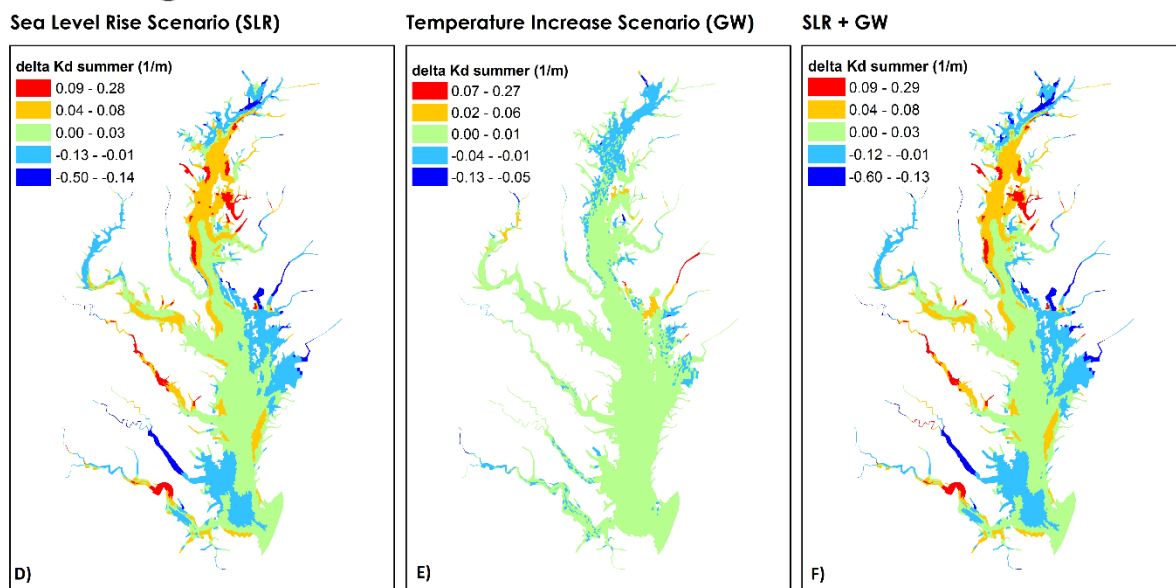 Sea Level Rise Scenario (SLR)
delta Kd summer (1/m)
0.09 - 0.28
0.04 - 0.08
0.00 - 0.03
-0.13 - -0.01
-0.50 - -0.14
D)
Temperature Increase Scenario (GW)
delta Kd summer (1/m)
0.07 - 0.27
0.02 - 0.06
0.00 - 0.01
-0.04 - -0.01
-0.13 - -0.05
E)
SLR + GW
delta Kd summer (1/m)
0.09 - 0.29
0.04 - 0.08
0.00 - 0.03
-0.12 - -0.01
-0.60 - -0.13
F)